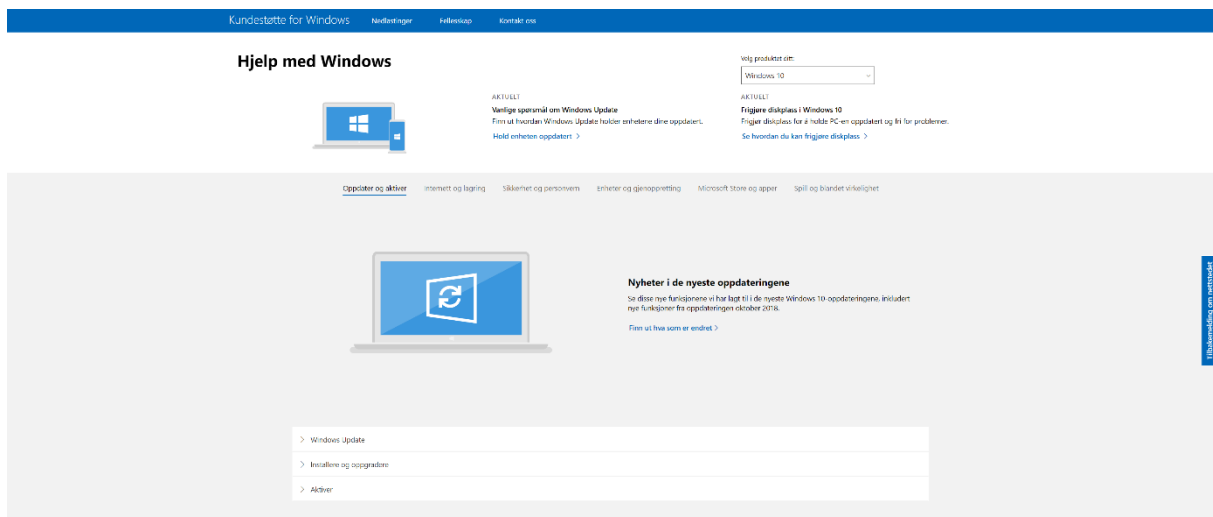 Kundestøtte for Windows Nedlastinger Fellesskap Kontakt oss
Hjelp med Windows
Velg produktet ditt:
Windows 10
AKTUELT
Vanlige spørsmål om Windows Update
Finn ut hvordan Windows Update holder enhetene dine oppdatert.
Hold enheten oppdatert >
AKTUELT
Frigjøre diskplass i Windows 10
Frigjør diskplass for å holde PC-en oppdatert og fri for problemer.
Se hvordan du kan frigjøre diskplass >
Oppdater og aktiver Internett og lagring Sikkerhet og personvern Enheter og gjenoppretting Microsoft Store og apper Spill og blandet virkelighet
Nyheter i de nyeste oppdateringene
Se disse nye funksjonene vi har lagt til i de nyeste Windows 10-oppdateringene, inkludert
nye funksjoner fra oppdateringen oktober 2018.
Finn ut hva som er endret >
Tilbakemelding om nettstedet
> Windows Update
> Installere og oppgradere
> Aktiver